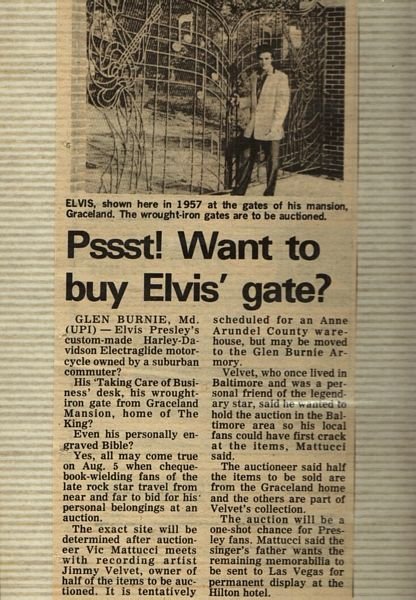 ELVIS, shown here in 1957 at the gates of his mansion,
Graceland. The wrought-iron gates are to be auctioned.
Pssst! Want to
buy Elvis' gate?
GLEN BURNIE, Md.
(UPI) — Elvis Presley's
custom-made Harley-Da-
vidson Electraglide motor-
cycle owned by a suburban
commuter?
His 'Taking Care of Busi-
ness' desk, his wrought-
iron gate from Graceland
Mansion, home of The
King?
Even his personally en-
graved Bible?
Yes, all may come true
on Aug. 5 when cheque-
book-wielding fans of the
late rock star travel from
near and far to bid for his
personal belongings at an
auction.
The exact site will be
determined after auction-
eer Vic Mattucci meets
with recording artist
Jimmy Velvet, owner of
half of the items to be auc-
tioned. It is tentatively
scheduled for an Anne
Arundel County ware-
house, but may be moved
to the Glen Burnie Ar-
mory.
Velvet, who once lived in
Baltimore and was a per-
sonal friend of the legend-
ary star, said he wanted to
hold the auction in the Bal-
timore area so his local
fans could have first crack
at the items, Mattucci
said.
The auctioneer said half
the items to be sold are
from the Graceland home
and the others are part of
Velvet's collection.
The auction will be a
one-shot chance for Pres-
ley fans. Mattucci said the
singer's father wants the
remaining memorabilia to
be sent to Las Vegas for
permanent display at the
Hilton hotel.